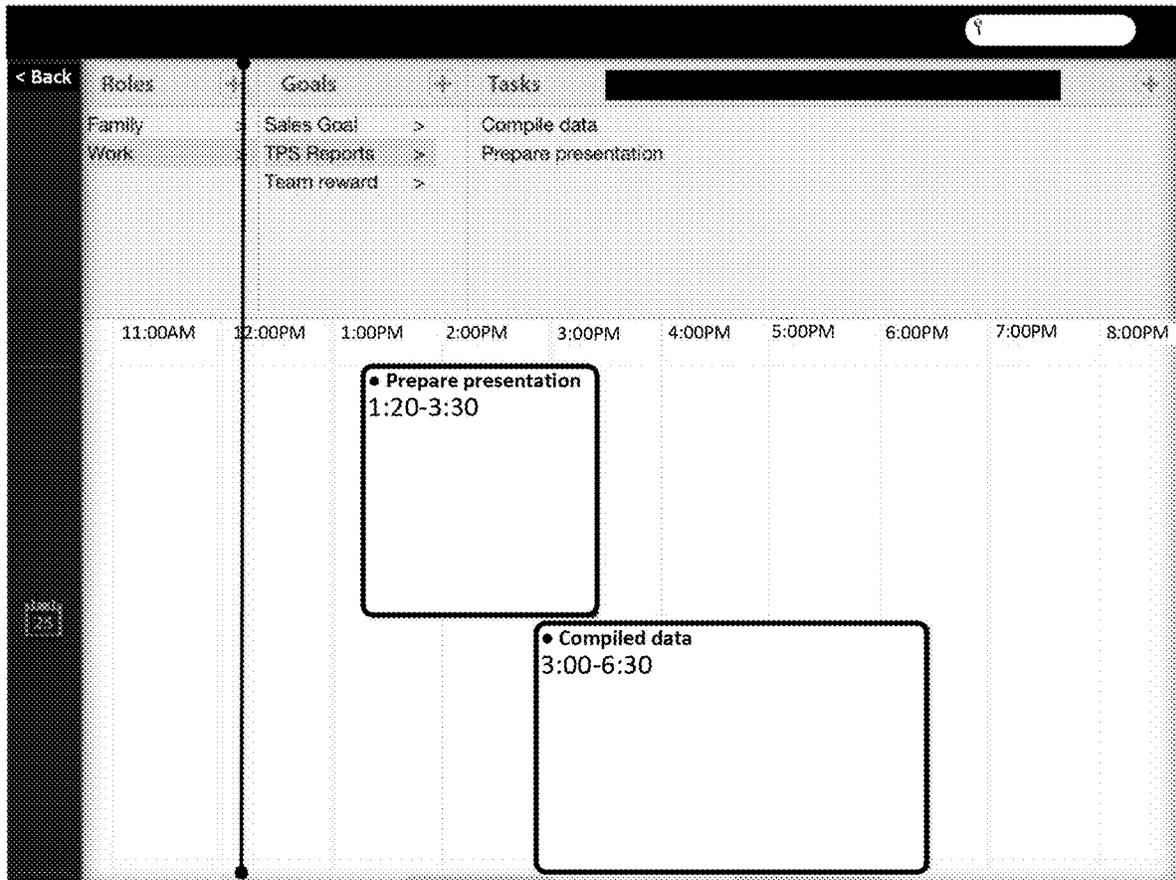 < Back
Roles + Goals + Tasks +
Family > Sales Goal > Compile data
Work > TPS Reports > Prepare presentation
Team reward >
11:00AM 12:00PM 1:00PM 2:00PM 3:00PM 4:00PM 5:00PM 6:00PM 7:00PM 8:00PM
• Prepare presentation
1:20-3:30
23
• Compiled data
3:00-6:30